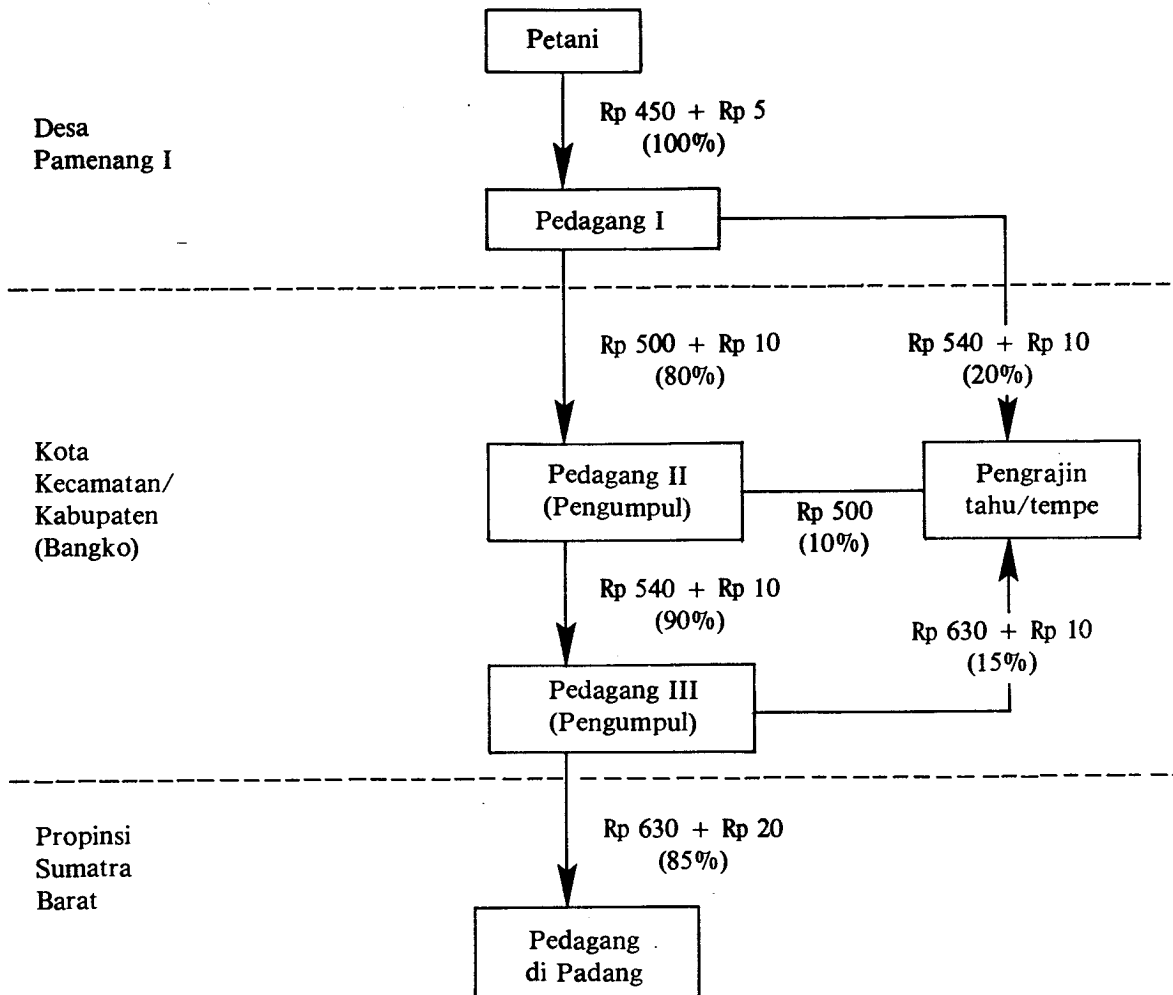 Petani
Rp 450 + Rp 5
(100%)
Desa
Pamenang I
Pedagang I
Rp 500 + Rp 10
(80%)
Rp 540 + Rp 10
(20%)
Kota
Kecamatan/
Kabupaten
(Bangko)
Pedagang II
(Pengumpul)
Rp 500
(10%)
Pengrajin
tahu/tempe
Rp 540 + Rp 10
(90%)
Rp 630 + Rp 10
(15%)
Pedagang III
(Pengumpul)
Propinsi
Sumatra
Barat
Rp 630 + Rp 20
(85%)
Pedagang
di Padang